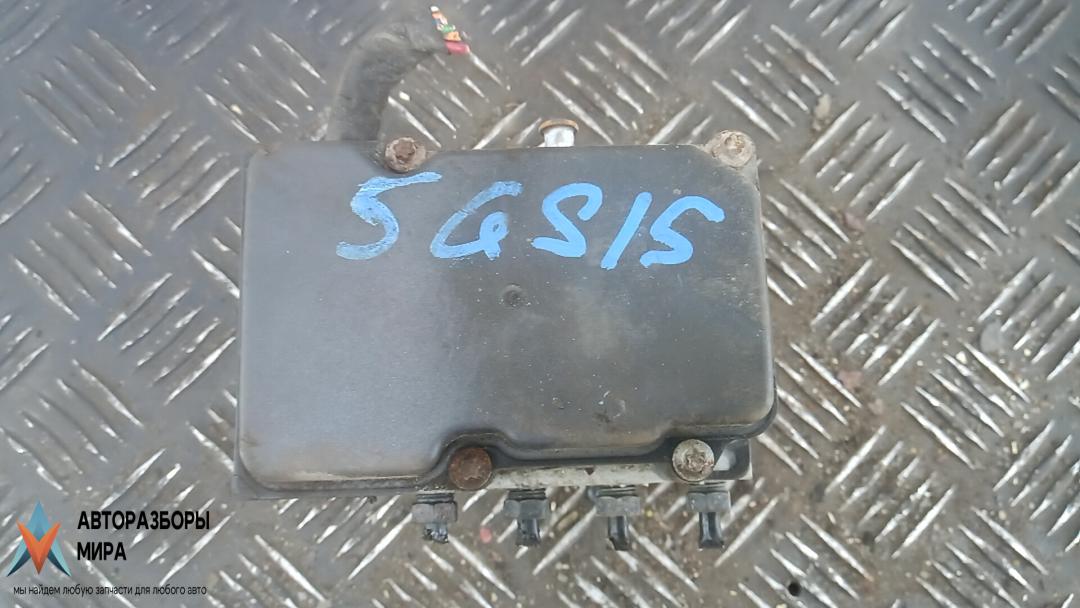 5GS15
АВТОРАЗБОРЫ
МИРА
мы найдем любую запчасти для любого авто